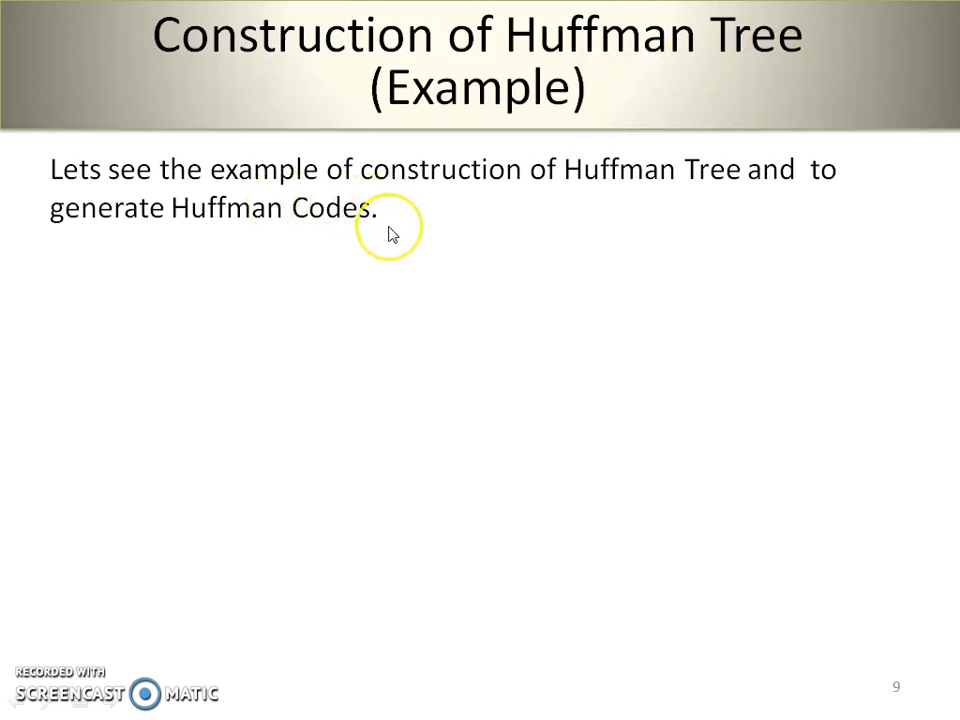 Construction of Huffman Tree
(Example)
Lets see the example of construction of Huffman Tree and to
generate Huffman Codes.
RECORDED WITH
SCREENCAST MATIC
9